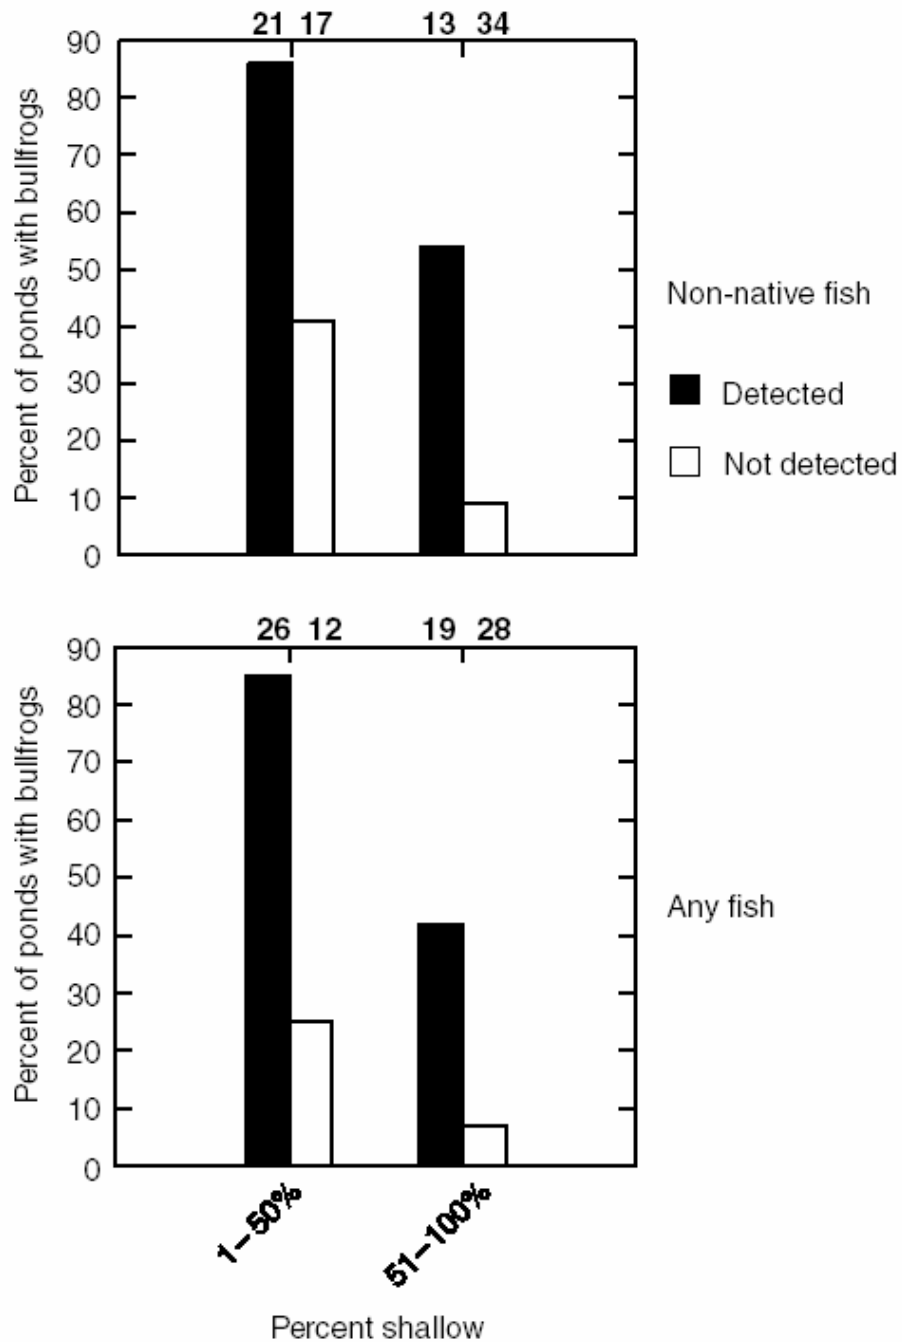 21 17 13 34
Percent of ponds with bullfrogs
90
80
70
60
50
40
30
20
10
0
Non-native fish
Detected
Not detected
26 12 19 28
Percent of ponds with bullfrogs
90
80
70
60
50
40
30
20
10
0
Any fish
1–50%
51–100%
Percent shallow